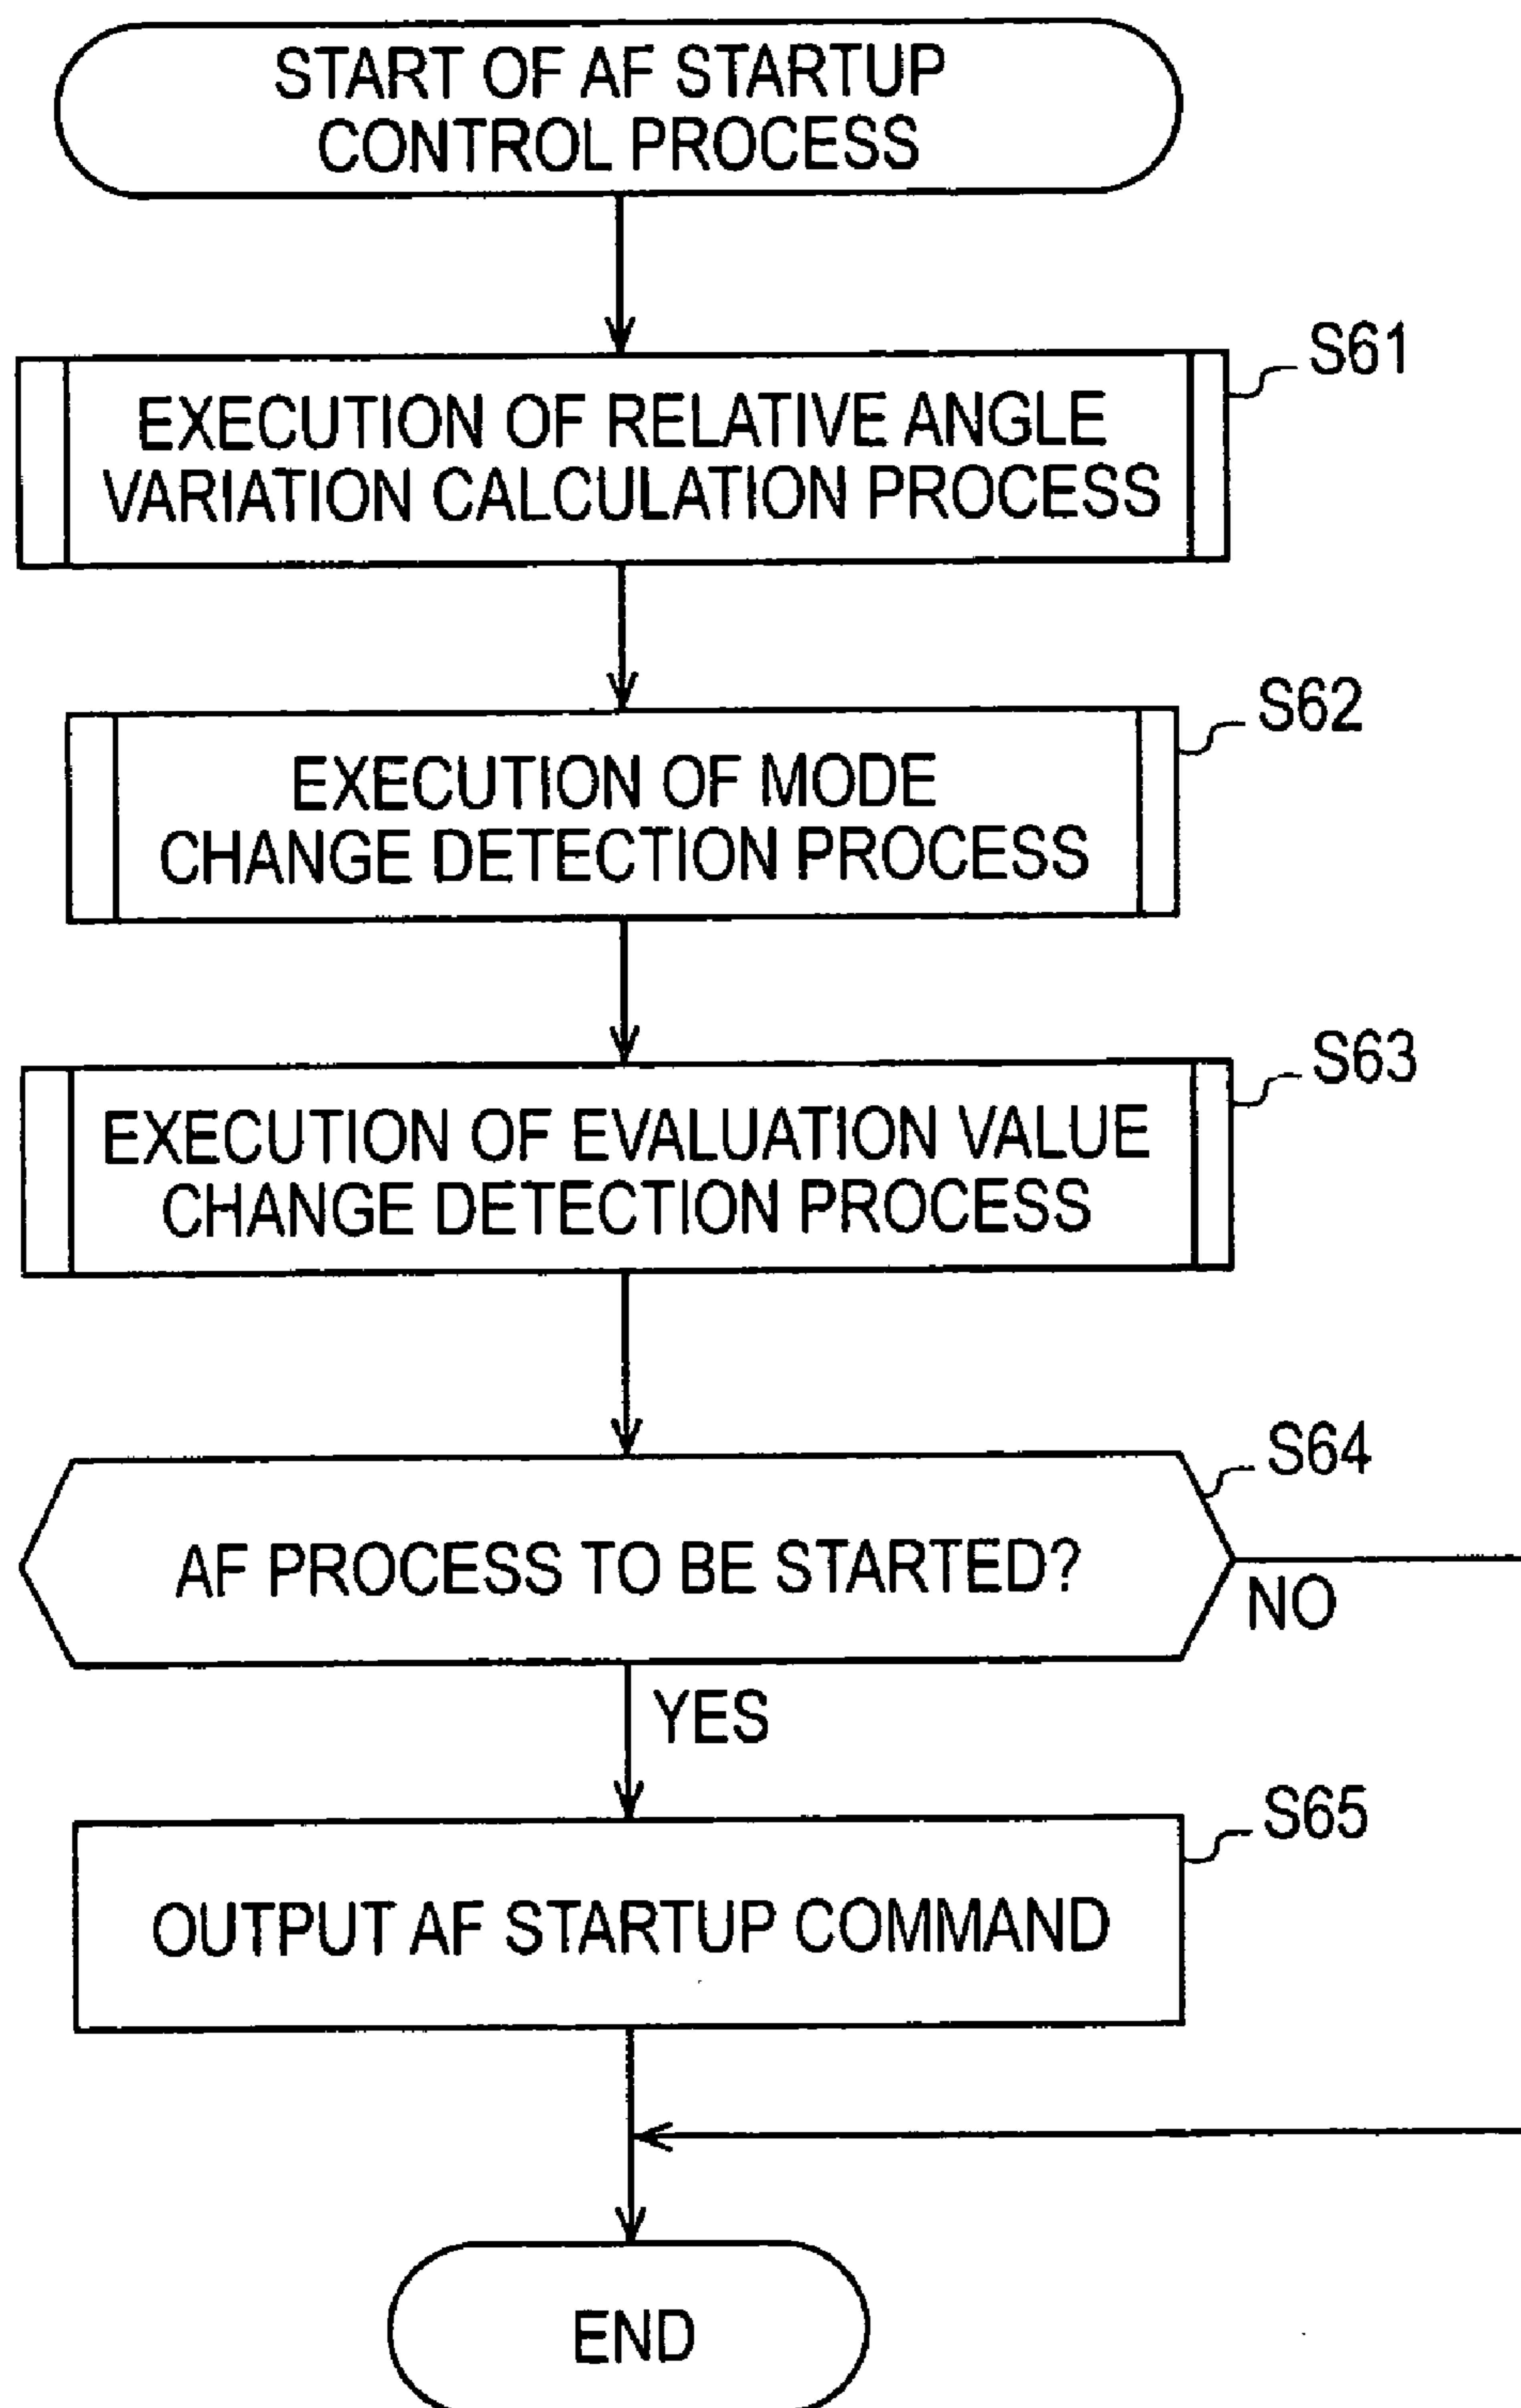 START OF AF STARTUP
CONTROL PROCESS
S61
EXECUTION OF RELATIVE ANGLE
VARIATION CALCULATION PROCESS
S62
EXECUTION OF MODE
CHANGE DETECTION PROCESS
S63
EXECUTION OF EVALUATION VALUE
CHANGE DETECTION PROCESS
S64
AF PROCESS TO BE STARTED?
NO
YES
S65
OUTPUT AF STARTUP COMMAND
END